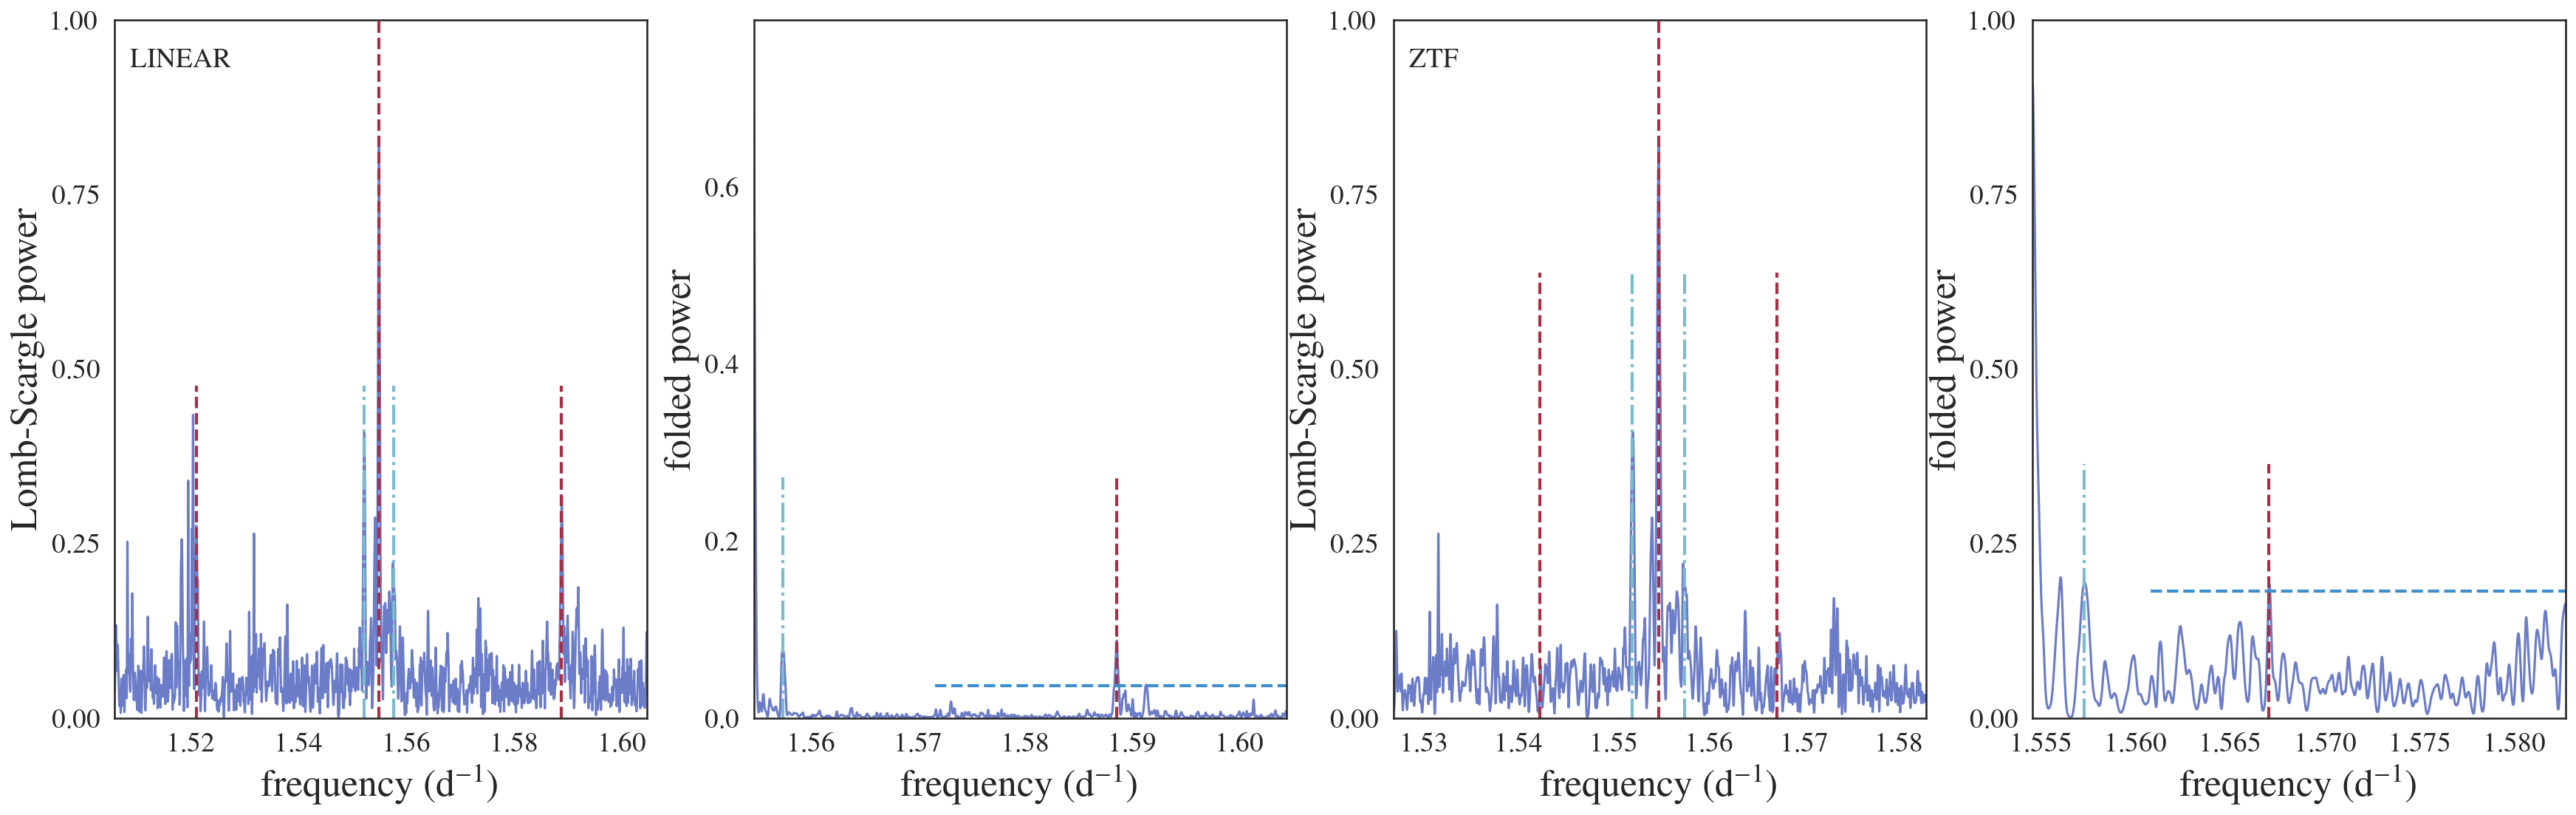 Lomb-Scargle power
1.00
0.75
0.50
0.25
0.00
LINEAR
1.52 1.54 1.56 1.58 1.60
frequency (d⁻¹)
folded power
0.6
0.4
0.2
0.0
1.56 1.57 1.58 1.59 1.60
frequency (d⁻¹)
Lomb-Scargle power
1.00
0.75
0.50
0.25
0.00
ZTF
1.53 1.54 1.55 1.56 1.57 1.58
frequency (d⁻¹)
folded power
1.00
0.75
0.50
0.25
0.00
1.555 1.560 1.565 1.570 1.575 1.580
frequency (d⁻¹)